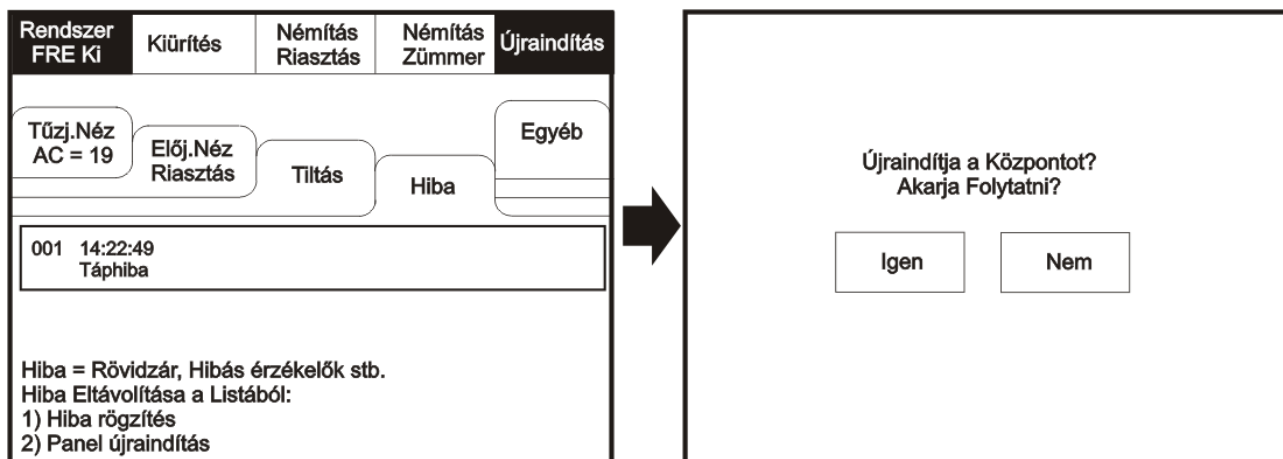 Rendszer
FRE Ki
Kiürítés
Némítás
Riasztás
Némítás
Zümmer
Újraindítás
Tűzj.Néz
AC = 19
Előj.Néz
Riasztás
Tiltás
Hiba
Egyéb
001 14:22:49
Táphiba
Hiba = Rövidzár, Hibás érzékelők stb.
Hiba Eltávolítása a Listából:
1) Hiba rögzítés
2) Panel újraindítás
Újraindítja a Központot?
Akarja Folytatni?
Igen
Nem